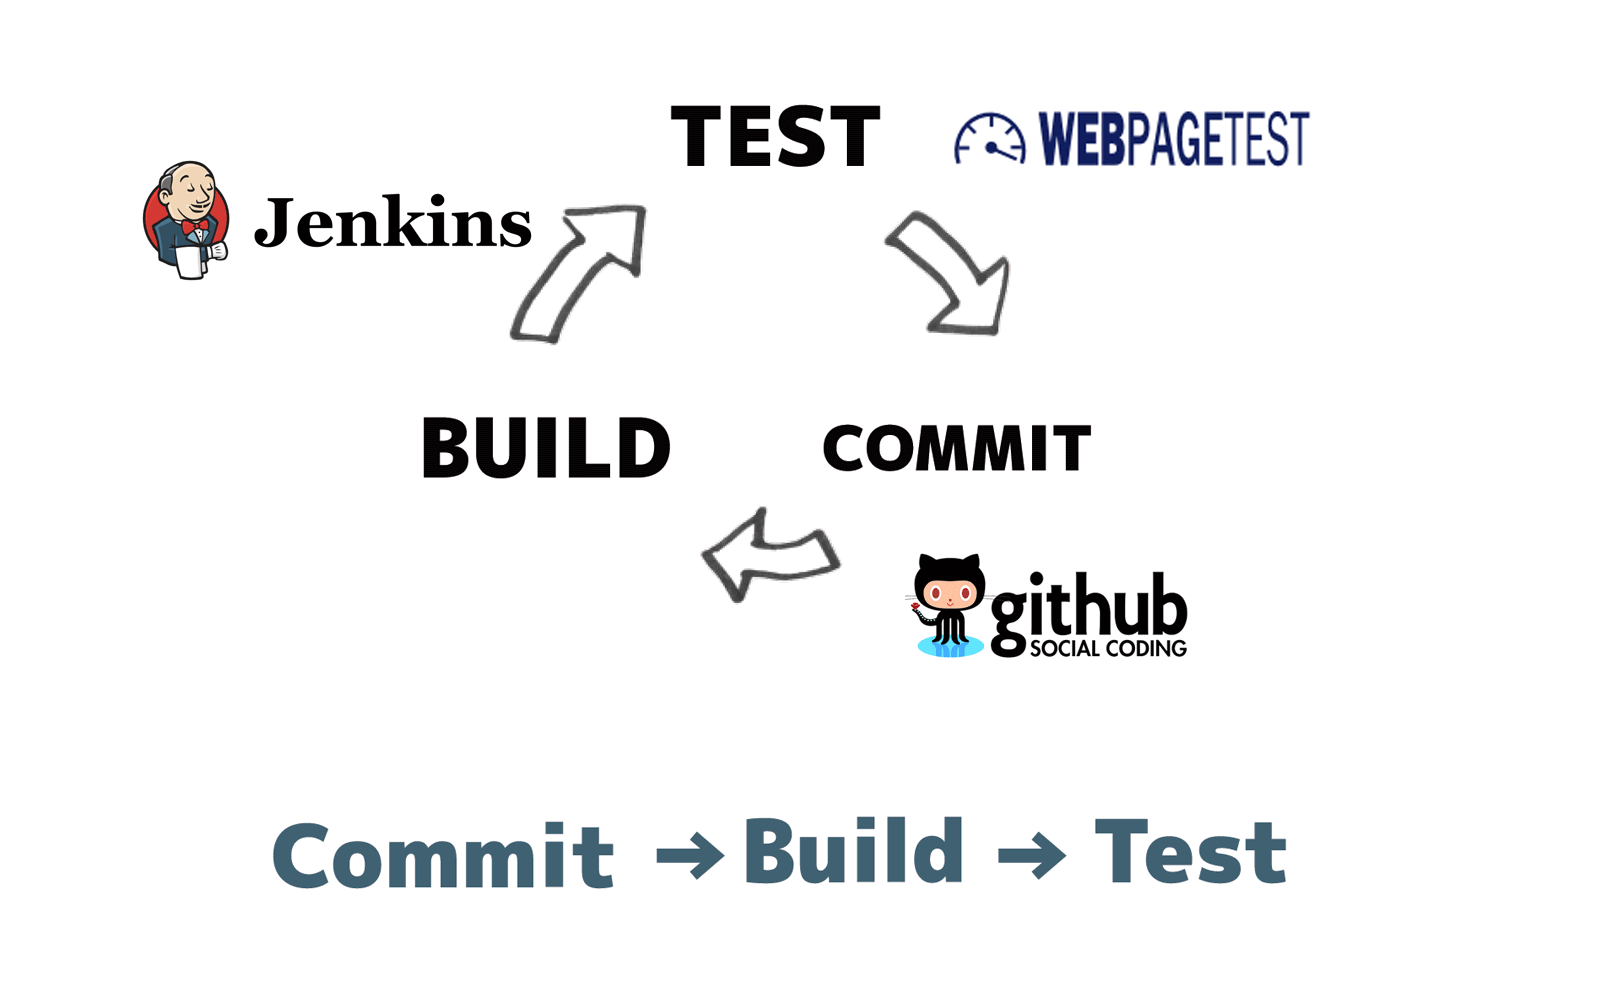 TEST
WEBPAGETEST
Jenkins
BUILD
COMMIT
github
SOCIAL CODING
Commit → Build → Test